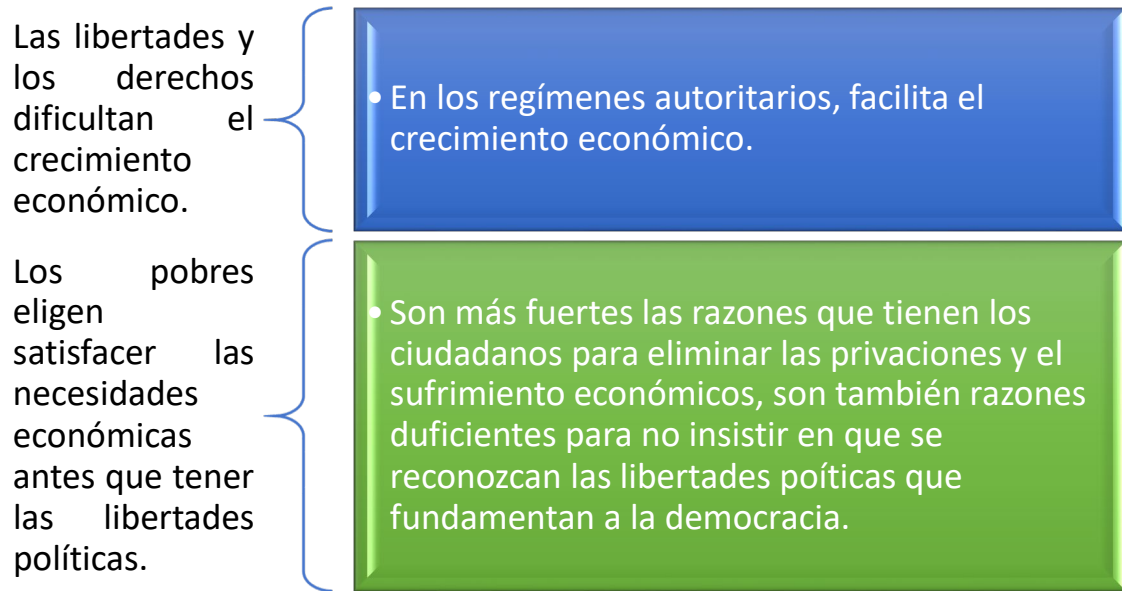 Las libertades y
los derechos
dificultan el
crecimiento
económico.
• En los regímenes autoritarios, facilita el
crecimiento económico.
Los pobres
eligen
satisfacer las
necesidades
económicas
antes que tener
las libertades
políticas.
• Son más fuertes las razones que tienen los
ciudadanos para eliminar las privaciones y el
sufrimiento económicos, son también razones
duficientes para no insistir en que se
reconozcan las libertades poíticas que
fundamentan a la democracia.